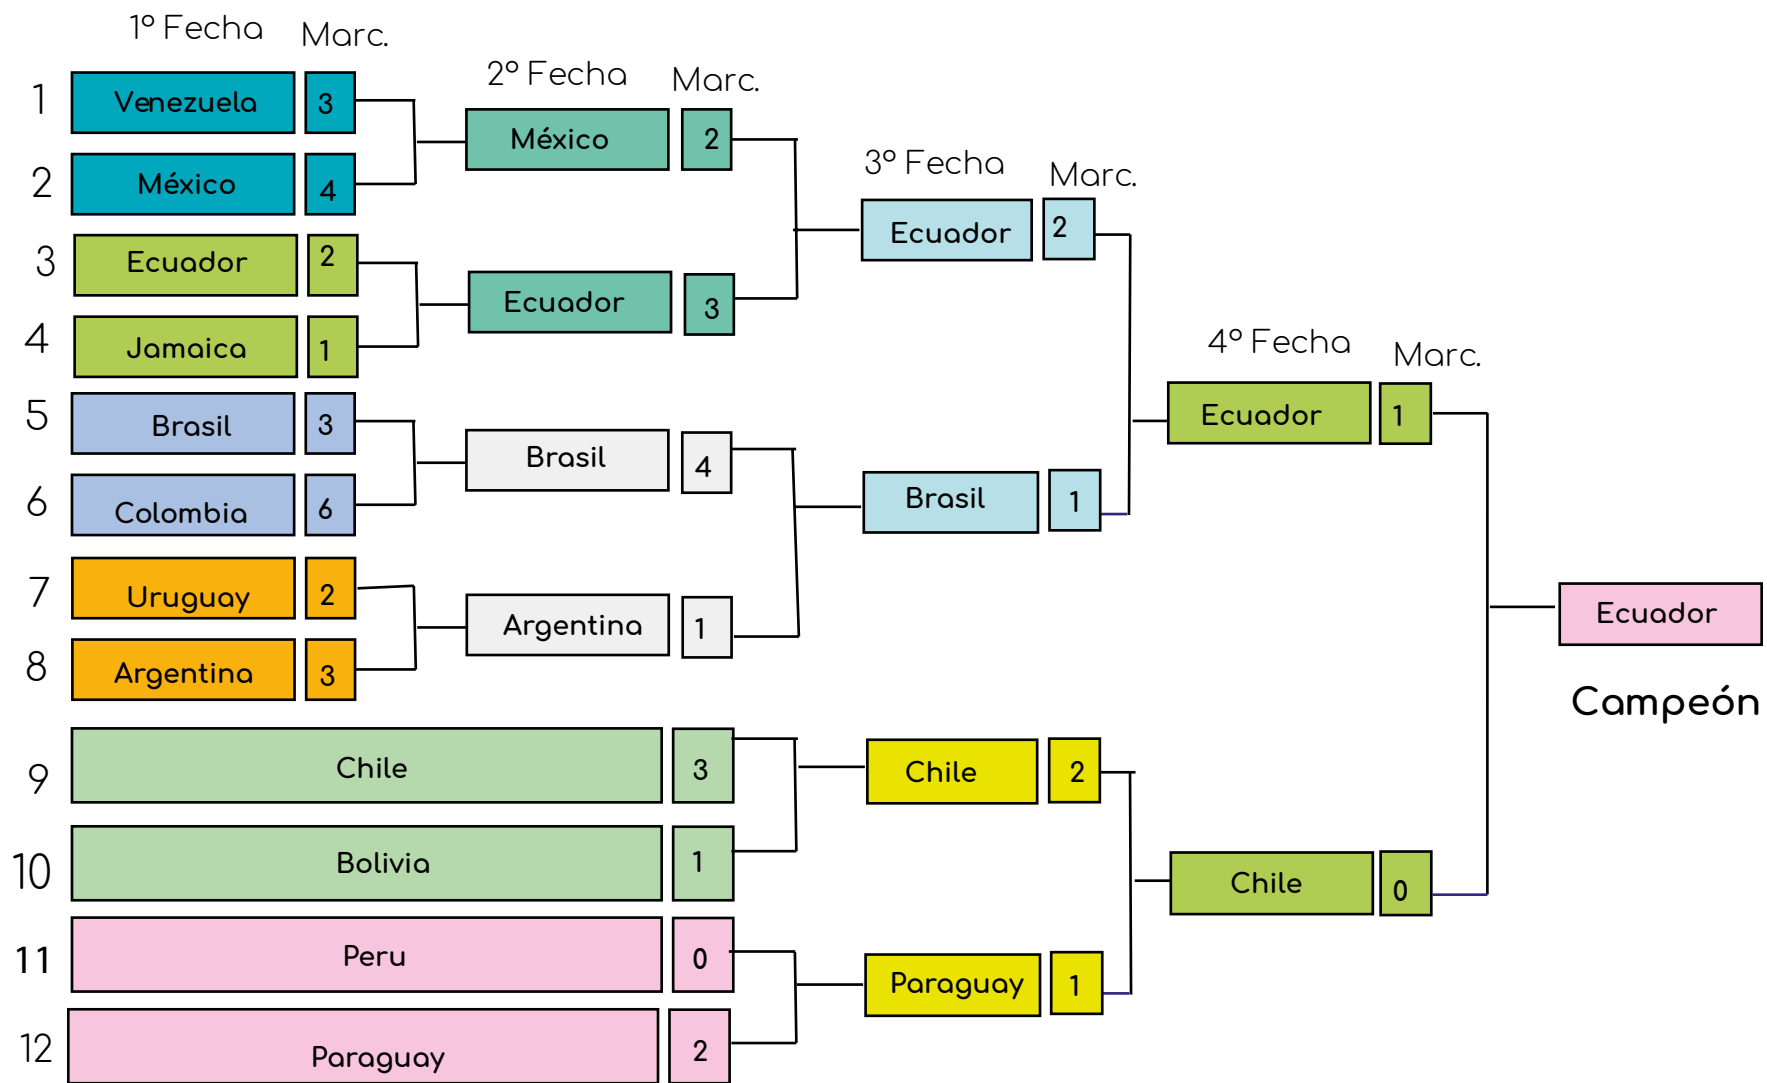 1° Fecha Marc.
2° Fecha Marc.
3° Fecha Marc.
4° Fecha Marc.
1 Venezuela 3
México 2
2 México 4
Ecuador 2
3 Ecuador 2
Ecuador 3
4 Jamaica 1
Ecuador 1
5 Brasil 3
Brasil 4
Brasil 1
6 Colombia 6
7 Uruguay 2
Argentina 1
Ecuador
8 Argentina 3
Campeón
9 Chile 3
Chile 2
10 Bolivia 1
Chile 0
11 Peru 0
Paraguay 1
12 Paraguay 2